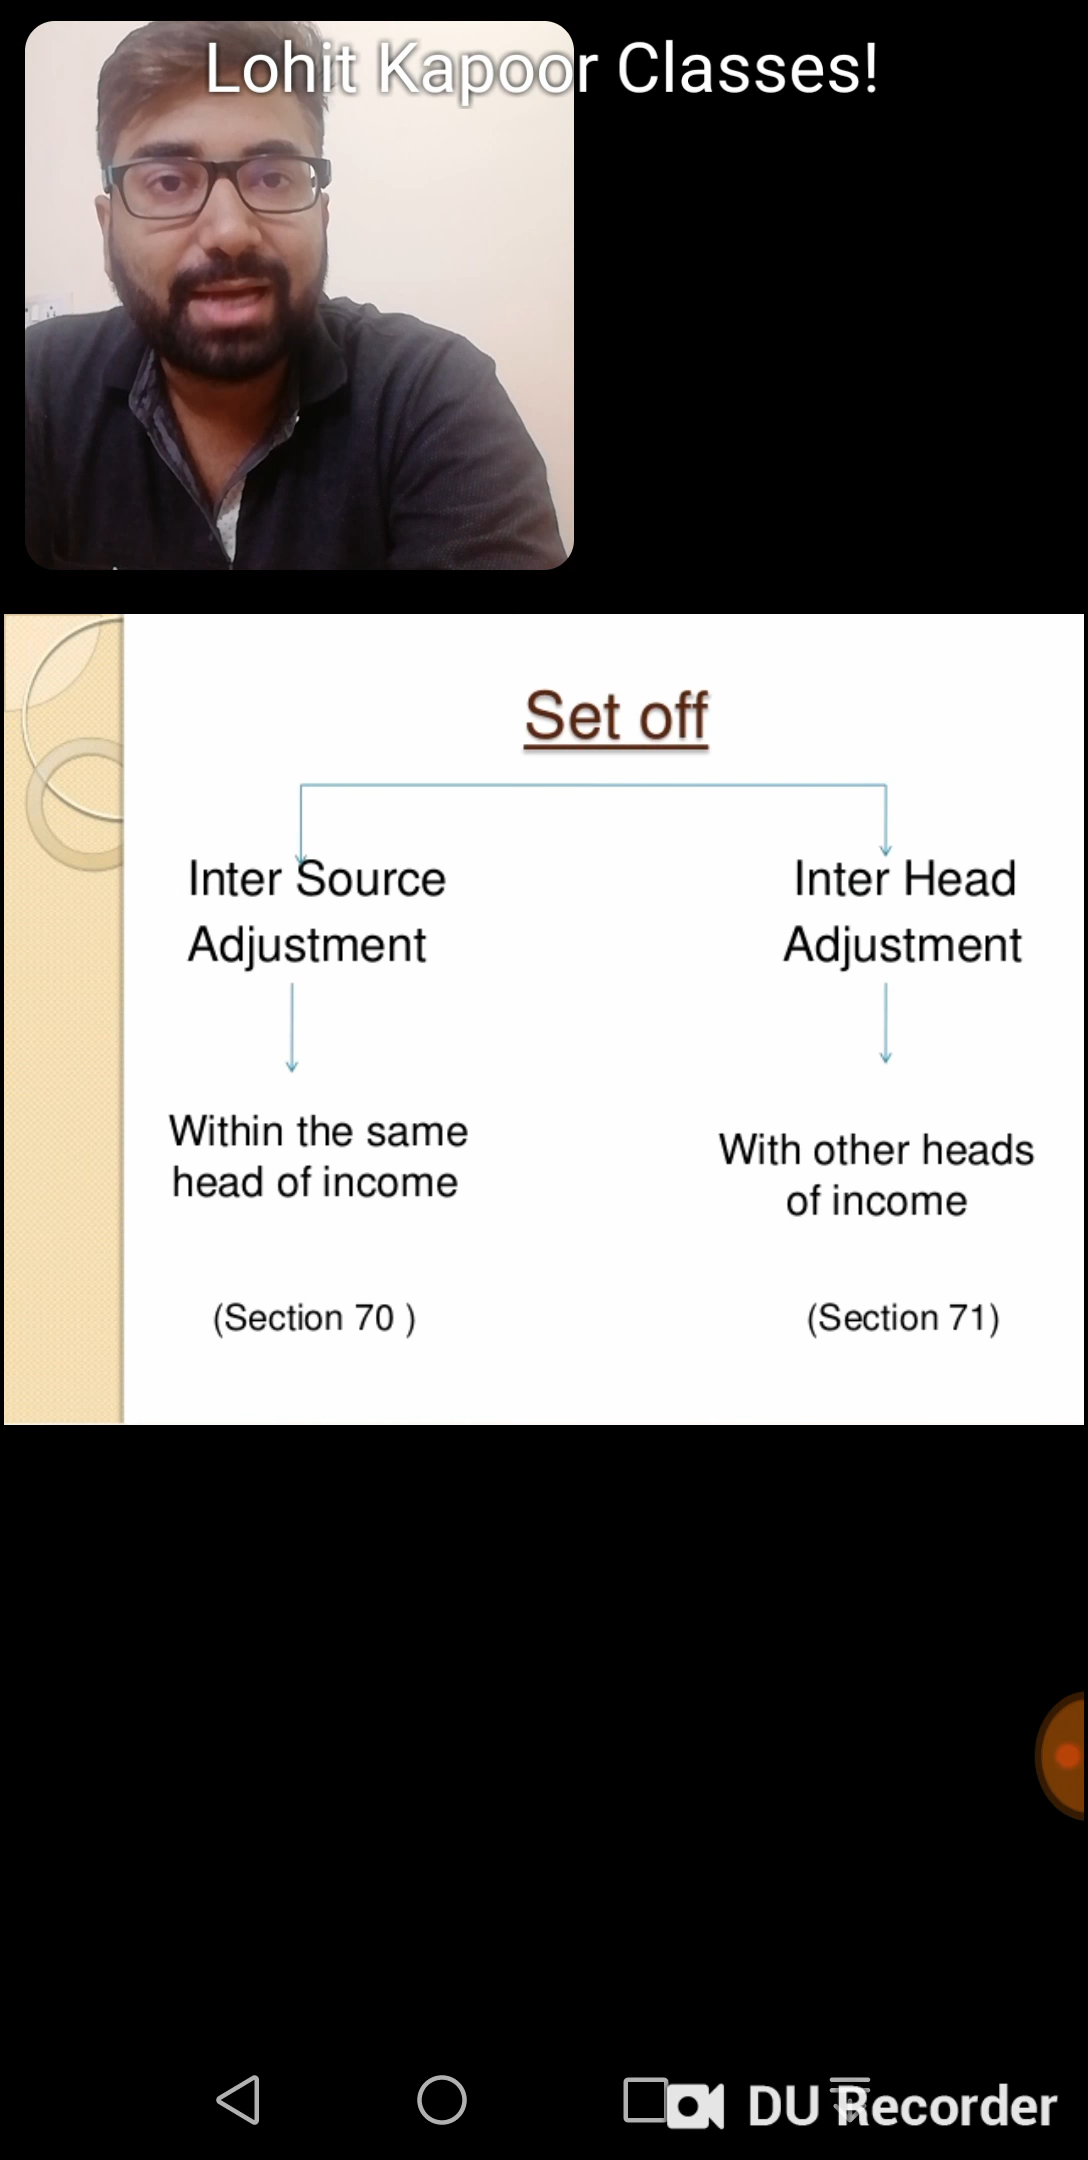 Lohit Kapoor Classes!
Set off
Inter Source
Adjustment
Inter Head
Adjustment
Within the same
head of income
With other heads
of income
(Section 70 )
(Section 71)
DU Recorder